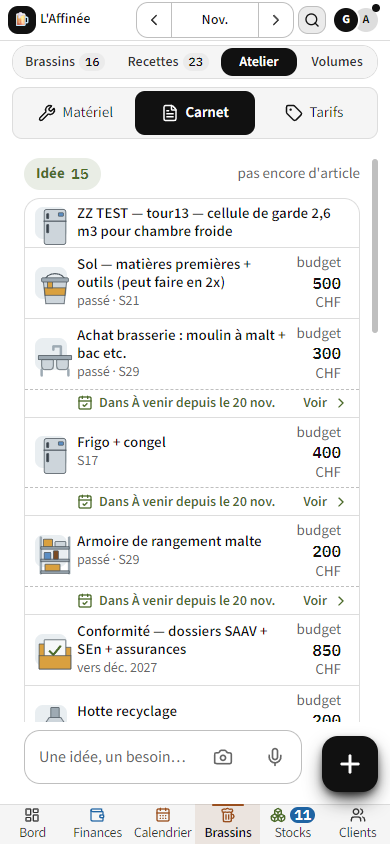 L'Affinée
Nov.
G
A
Brassins 16
Recettes 23
Atelier
Volumes
Matériel
Carnet
Tarifs
Idée 15
pas encore d'article
ZZ TEST — tour13 — cellule de garde 2,6
m3 pour chambre froide
Sol — matières premières +
outils (peut faire en 2x)
passé · S21
budget
500
CHF
Achat brasserie : moulin à malt +
bac etc.
passé · S29
budget
300
CHF
Dans À venir depuis le 20 nov.
Voir
Frigo + congel
S17
budget
400
CHF
Dans À venir depuis le 20 nov.
Voir
Armoire de rangement malte
passé · S29
budget
200
CHF
Dans À venir depuis le 20 nov.
Voir
Conformité — dossiers SAAV +
SEn + assurances
vers déc. 2027
budget
850
CHF
Hotte recyclage
budget
200
Une idée, un besoin…
Bord
Finances
Calendrier
Brassins
11
Stocks
Clients